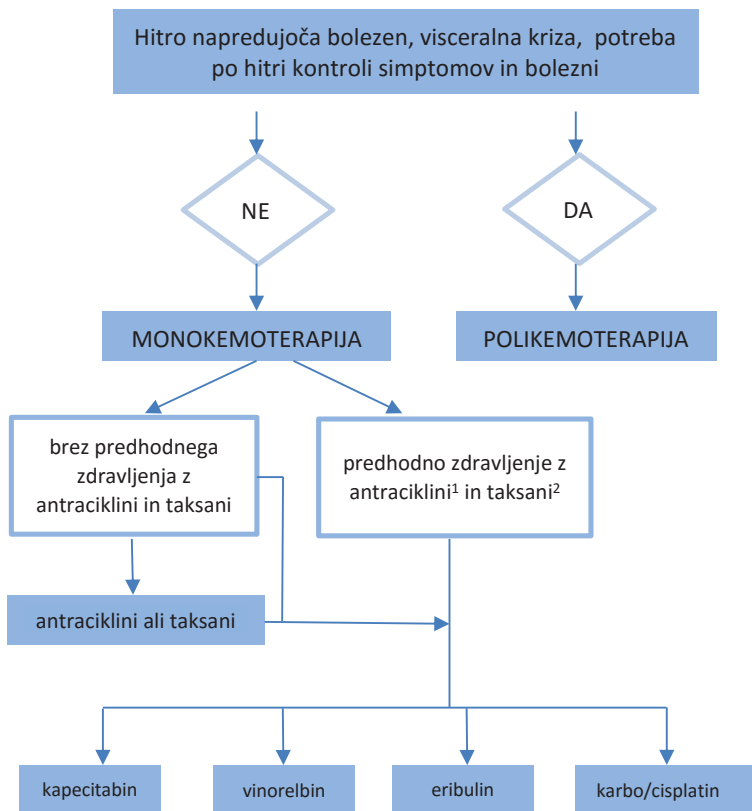 Hitro napredujoča bolezen, visceralna kriza, potreba
po hitri kontroli simptomov in bolezni
NE
DA
MONOKEMOTERAPIJA
POLIKEMOTERAPIJA
brez predhodnega
zdravljenja z
antraciklini in taksani
predhodno zdravljenje z
antraciklini¹ in taksani²
antraciklini ali taksani
kapecitabin
vinorelbin
eribulin
karbo/cisplatin